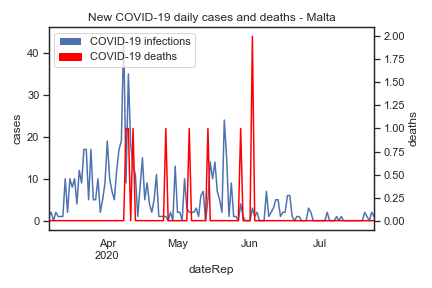 New COVID-19 daily cases and deaths - Malta
COVID-19 infections
COVID-19 deaths
cases
40
30
20
10
0
deaths
2.00
1.75
1.50
1.25
1.00
0.75
0.50
0.25
0.00
Apr
2020
May
Jun
Jul
dateRep